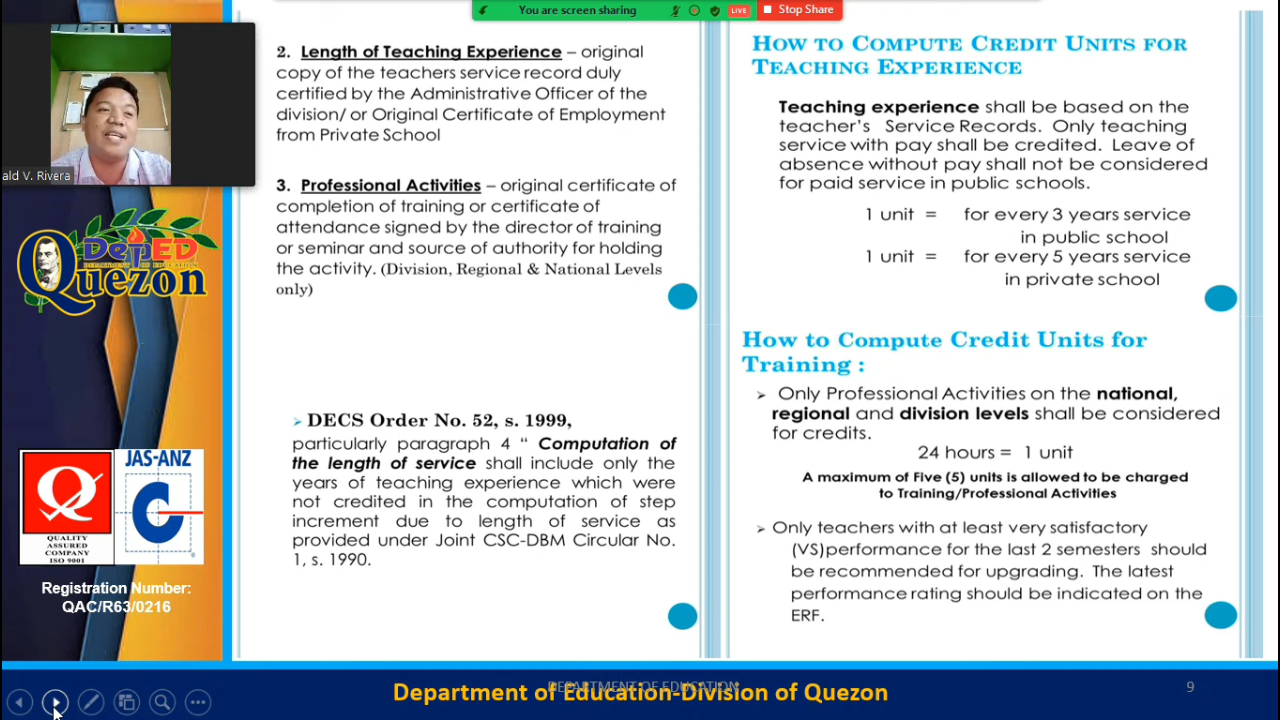 You are screen sharing
LIVE
Stop Share
ald V. Rivera
DepED
DEPARTMENT OF EDUCATION
Quezon
QUALITY
ASSURED
COMPANY
ISO 9001
JAS-ANZ
Registration Number:
QAC/R63/0216
2. Length of Teaching Experience – original
copy of the teachers service record duly
certified by the Administrative Officer of the
division/ or Original Certificate of Employment
from Private School
3. Professional Activities – original certificate of
completion of training or certificate of
attendance signed by the director of training
or seminar and source of authority for holding
the activity. (Division, Regional & National Levels
only)
➢ DECS Order No. 52, s. 1999,
particularly paragraph 4 “ Computation of
the length of service shall include only the
years of teaching experience which were
not credited in the computation of step
increment due to length of service as
provided under Joint CSC-DBM Circular No.
1, s. 1990.
HOW TO COMPUTE CREDIT UNITS FOR
TEACHING EXPERIENCE
Teaching experience shall be based on the
teacher’s Service Records. Only teaching
service with pay shall be credited. Leave of
absence without pay shall not be considered
for paid service in public schools.
1 unit = for every 3 years service
in public school
1 unit = for every 5 years service
in private school
How to Compute Credit Units for
Training :
➢ Only Professional Activities on the national,
regional and division levels shall be considered
for credits.
24 hours = 1 unit
A maximum of Five (5) units is allowed to be charged
to Training/Professional Activities
➢ Only teachers with at least very satisfactory
(VS)performance for the last 2 semesters should
be recommended for upgrading. The latest
performance rating should be indicated on the
ERF.
DEPARTMENT OF EDUCATION
Department of Education-Division of Quezon
9